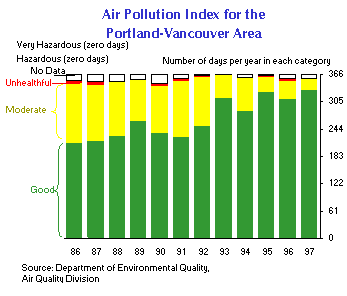 Air Pollution Index for the
Portland-Vancouver Area
Very Hazardous (zero days)
Hazardous (zero days)
Number of days per year in each category
No Data
366
Unhealthful
305
Moderate
244
183
Good
122
61
0
86 87 88 89 90 91 92 93 94 95 96 97
Source: Department of Environmental Quality,
Air Quality Division